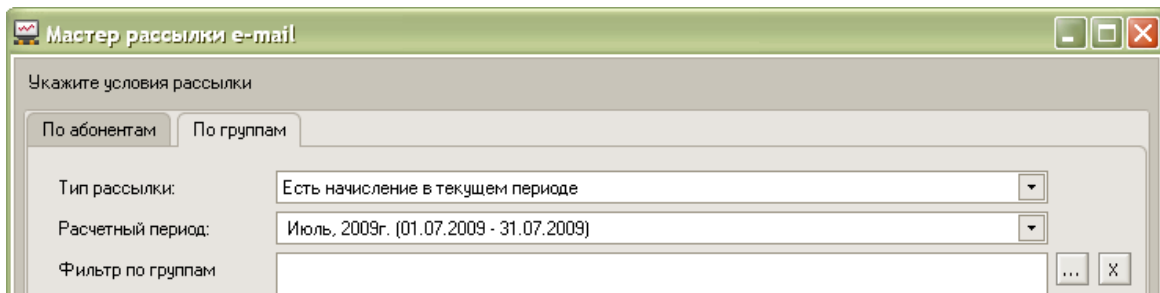 Мастер рассылки e-mail
Укажите условия рассылки
По абонентам По группам
Тип рассылки: Есть начисление в текущем периоде
Расчетный период: Июль, 2009г. (01.07.2009 - 31.07.2009)
Фильтр по группам ... X